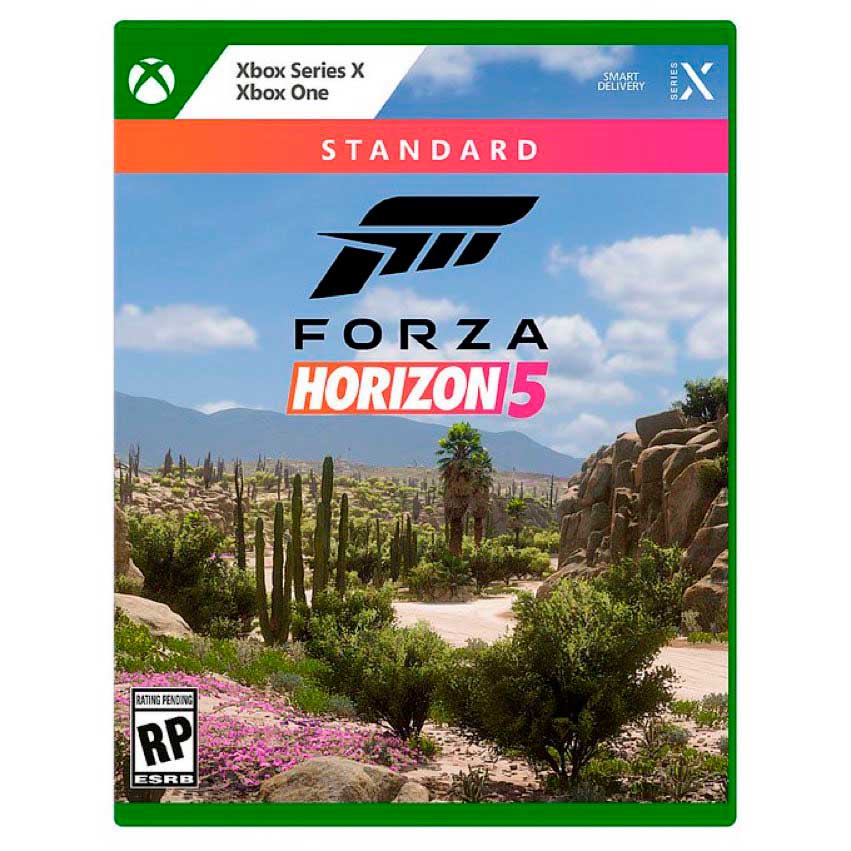 Xbox Series X
Xbox One
SMART
DELIVERY
SERIES X
STANDARD
FORZA
HORIZON 5
RATING PENDING
RP
ESRB